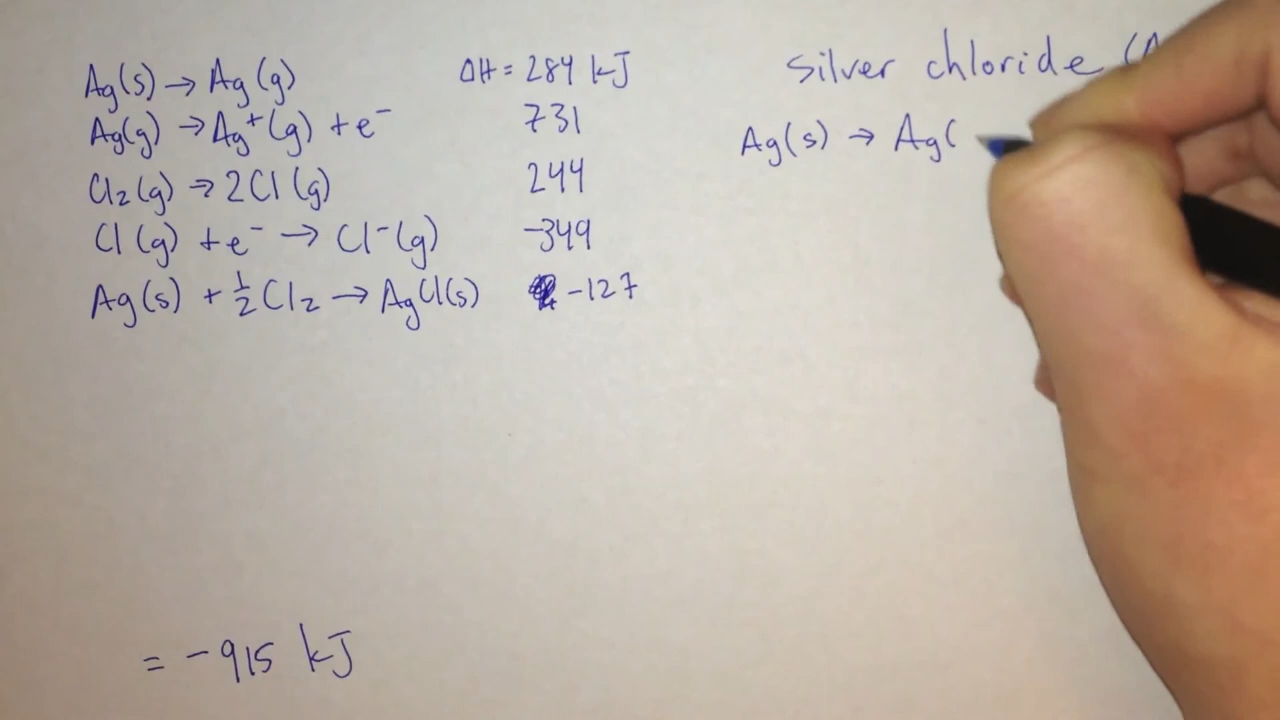 Ag(s) → Ag(g) ΔH = 284 kJ
Ag(g) → Ag⁺(g) + e⁻ 731
Cl₂(g) → 2Cl(g) 244
Cl(g) + e⁻ → Cl⁻(g) -349
Ag(s) + ½Cl₂ → AgCl(s) -127
= -915 kJ
Silver chloride (A
Ag(s) → Ag(